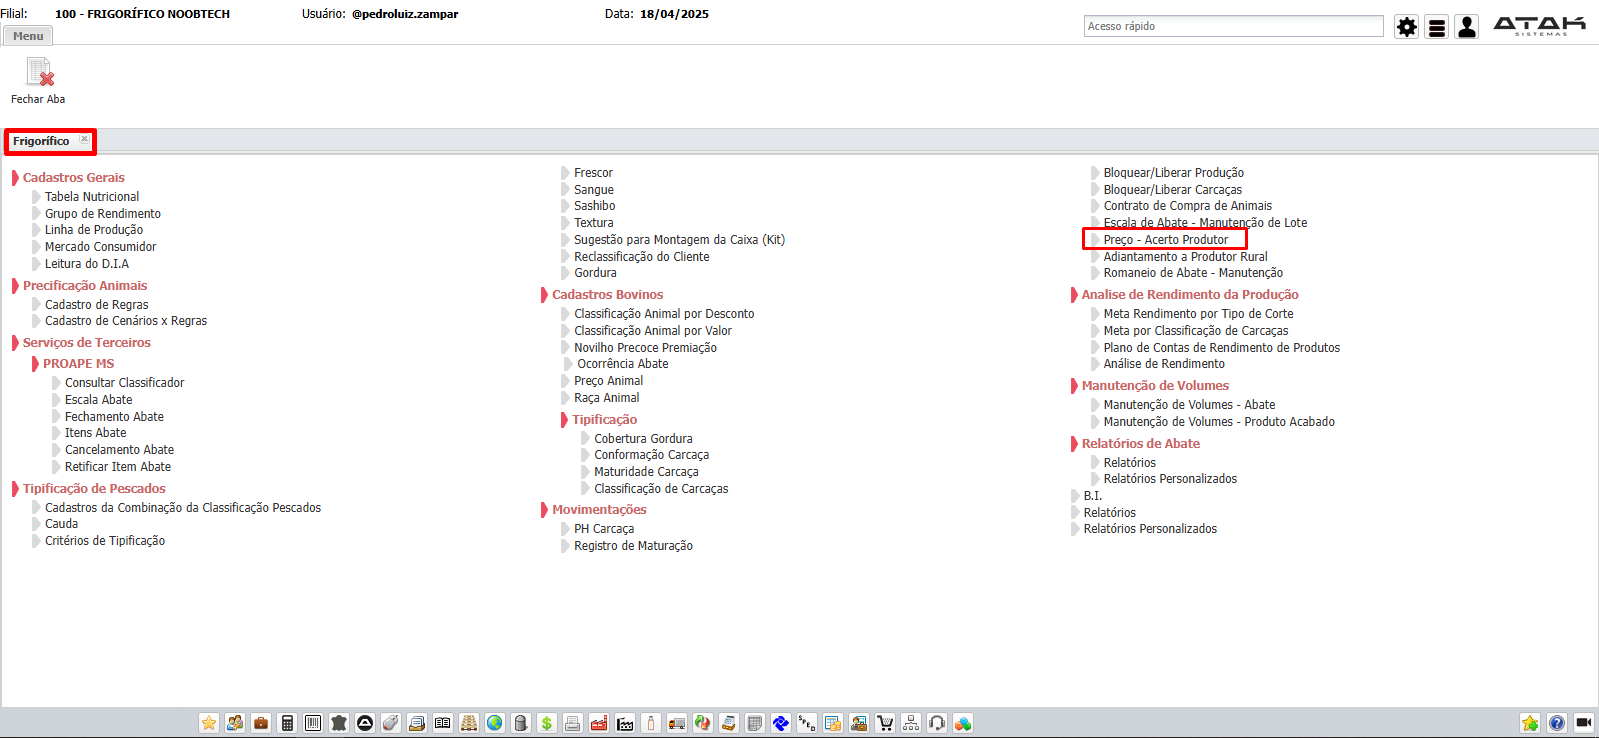 Filial: 100 - FRIGORÍFICO NOOBTECH Usuário: @pedroluiz.zampar Data: 18/04/2025
Acesso rápido
ATAK
SISTEMAS
Menu
Fechar Aba
Frigorífico
Cadastros Gerais
Tabela Nutricional
Grupo de Rendimento
Linha de Produção
Mercado Consumidor
Leitura do D.I.A
Precificação Animais
Cadastro de Regras
Cadastro de Cenários x Regras
Serviços de Terceiros
PROAPE MS
Consultar Classificador
Escala Abate
Fechamento Abate
Itens Abate
Cancelamento Abate
Retificar Item Abate
Tipificação de Pescados
Cadastros da Combinação da Classificação Pescados
Cauda
Critérios de Tipificação
Frescor
Sangue
Sashibo
Textura
Sugestão para Montagem da Caixa (Kit)
Reclassificação do Cliente
Gordura
Cadastros Bovinos
Classificação Animal por Desconto
Classificação Animal por Valor
Novilho Precoce Premiação
Ocorrência Abate
Preço Animal
Raça Animal
Tipificação
Cobertura Gordura
Conformação Carcaça
Maturidade Carcaça
Classificação de Carcaças
Movimentações
PH Carcaça
Registro de Maturação
Bloquear/Liberar Produção
Bloquear/Liberar Carcaças
Contrato de Compra de Animais
Escala de Abate - Manutenção de Lote
Preço - Acerto Produtor
Adiantamento a Produtor Rural
Romaneio de Abate - Manutenção
Analise de Rendimento da Produção
Meta Rendimento por Tipo de Corte
Meta por Classificação de Carcaças
Plano de Contas de Rendimento de Produtos
Análise de Rendimento
Manutenção de Volumes
Manutenção de Volumes - Abate
Manutenção de Volumes - Produto Acabado
Relatórios de Abate
Relatórios
Relatórios Personalizados
B.I.
Relatórios
Relatórios Personalizados
SPED